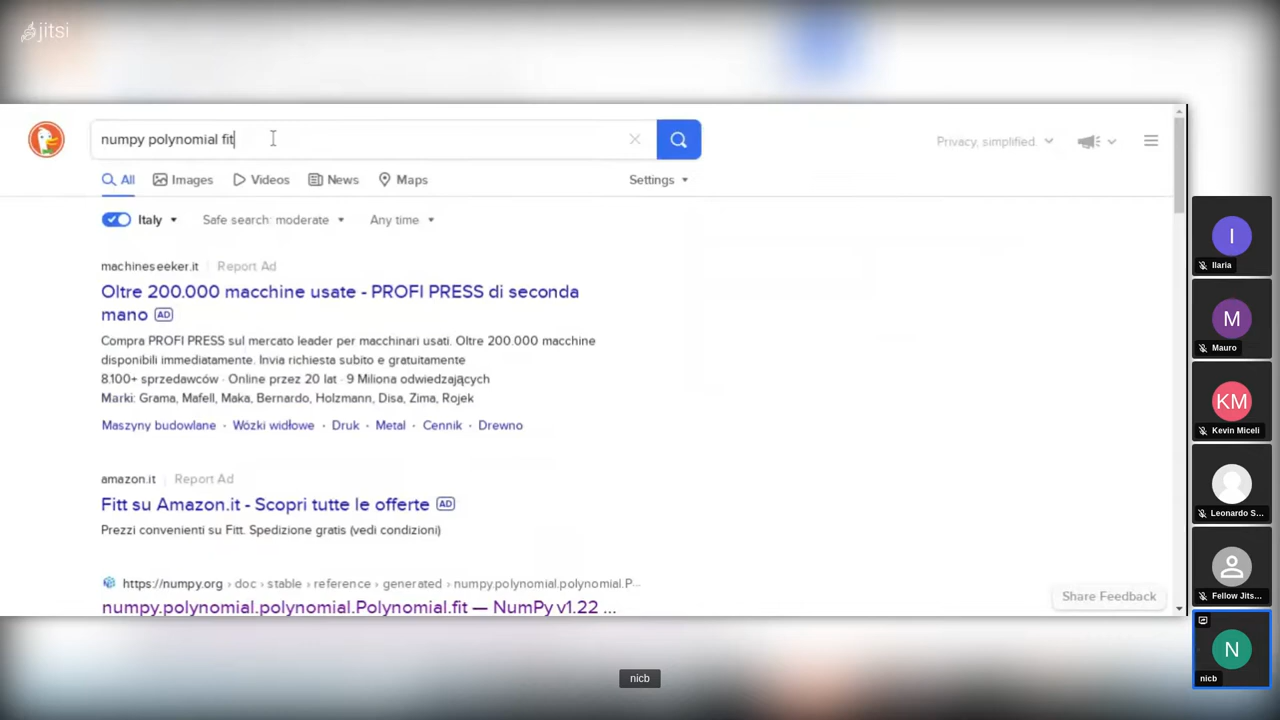 jitsi
numpy polynomial fit
Privacy, simplified.
All Images Videos News Maps Settings
Italy Safe search: moderate Any time
machineseeker.it Report Ad
Oltre 200.000 macchine usate - PROFI PRESS di seconda
mano AD
Compra PROFI PRESS sul mercato leader per macchinari usati. Oltre 200.000 macchine
disponibili immediatamente. Invia richiesta subito e gratuitamente
8.100+ sprzedawców · Online przez 20 lat · 9 Miliona odwiedzających
Marki: Grama, Mafell, Maka, Bernardo, Holzmann, Disa, Zima, Rojek
Maszyny budowlane · Wózki widłowe · Druk · Metal · Cennik · Drewno
amazon.it Report Ad
Fitt su Amazon.it - Scopri tutte le offerte AD
Prezzi convenienti su Fitt. Spedizione gratis (vedi condizioni)
https://numpy.org › doc › stable › reference › generated › numpy.polynomial.polynomial.P...
numpy.polynomial.polynomial.Polynomial.fit — NumPy v1.22 ...
Share Feedback
I
Ilaria
M
Mauro
KM
Kevin Miceli
Leonardo S...
Fellow Jits...
N
nicb
nicb